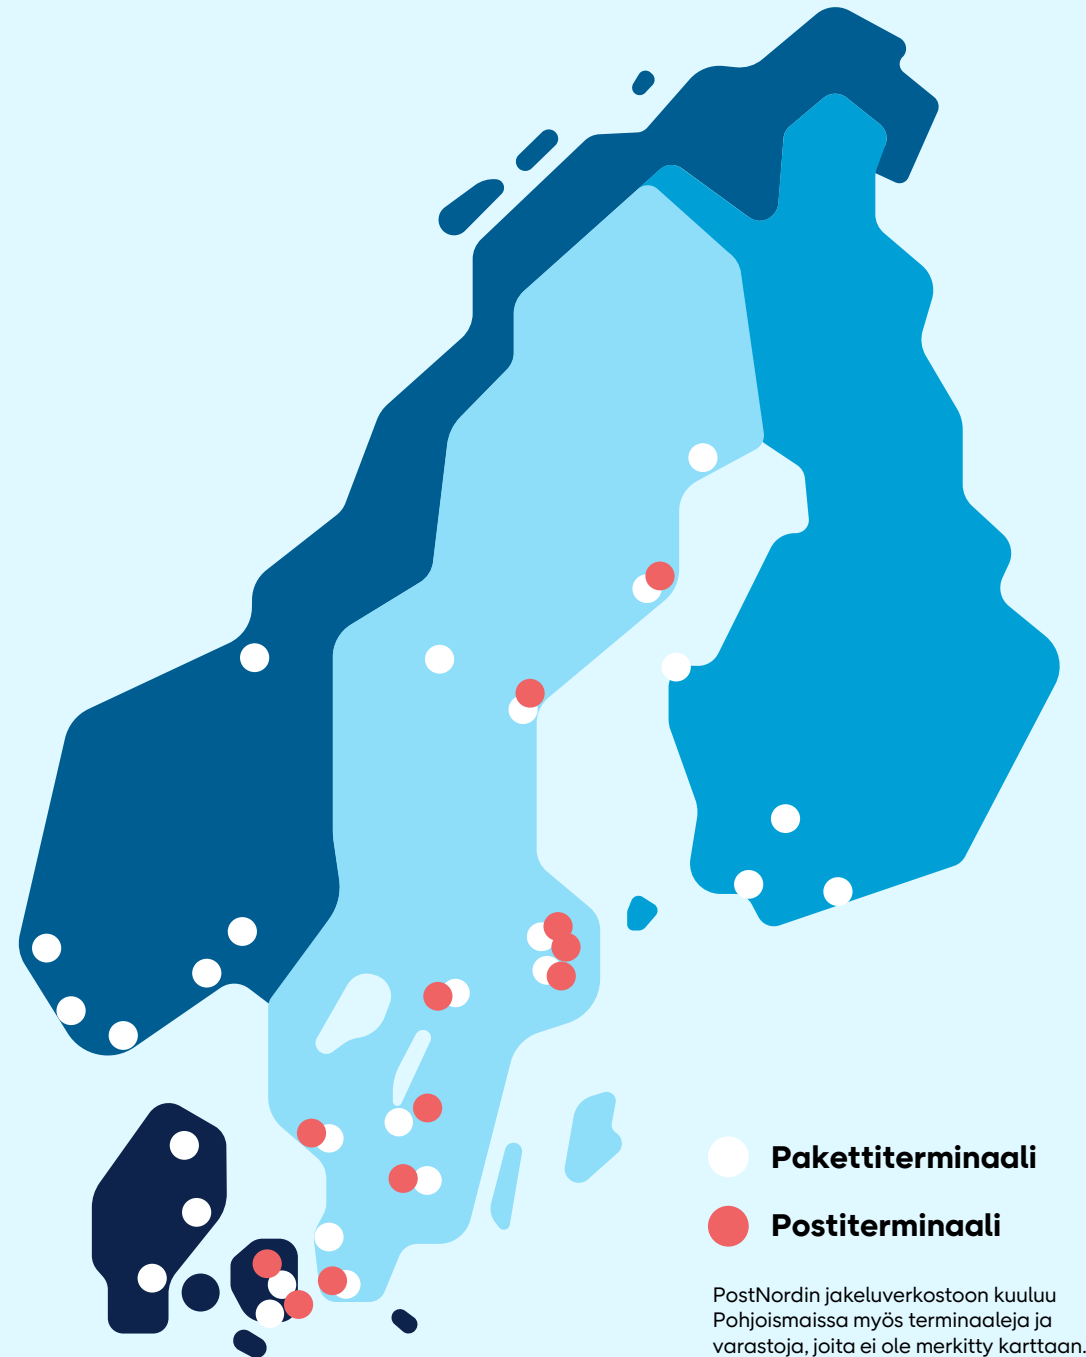 Pakettiterminaali
Postiterminaali
PostNordin jakeluverkostoon kuuluu
Pohjoismaissa myös terminaaleja ja
varastoja, joita ei ole merkitty karttaan.